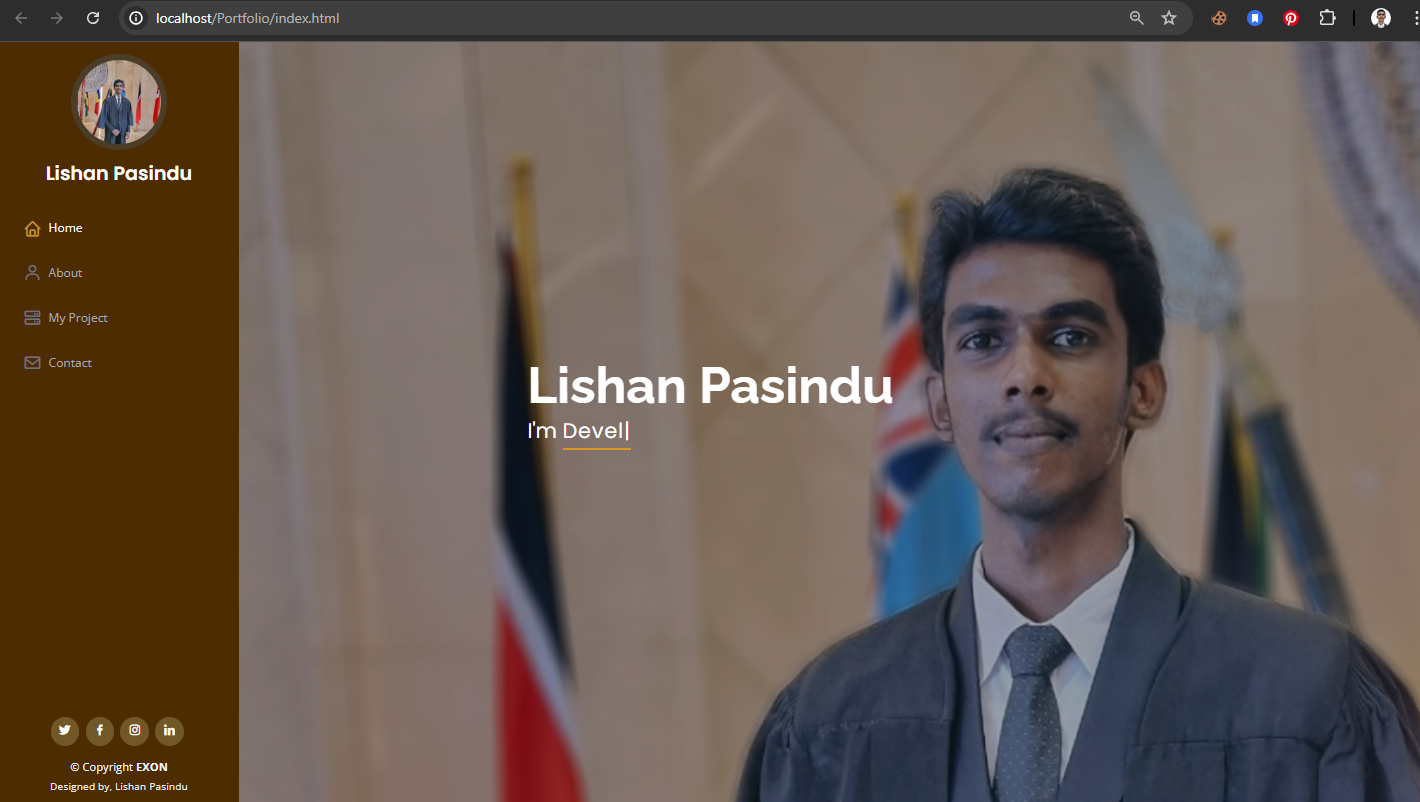 localhost/Portfolio/index.html
Lishan Pasindu
Home
About
My Project
Contact
Lishan Pasindu
I'm Devel|
© Copyright EXON
Designed by, Lishan Pasindu